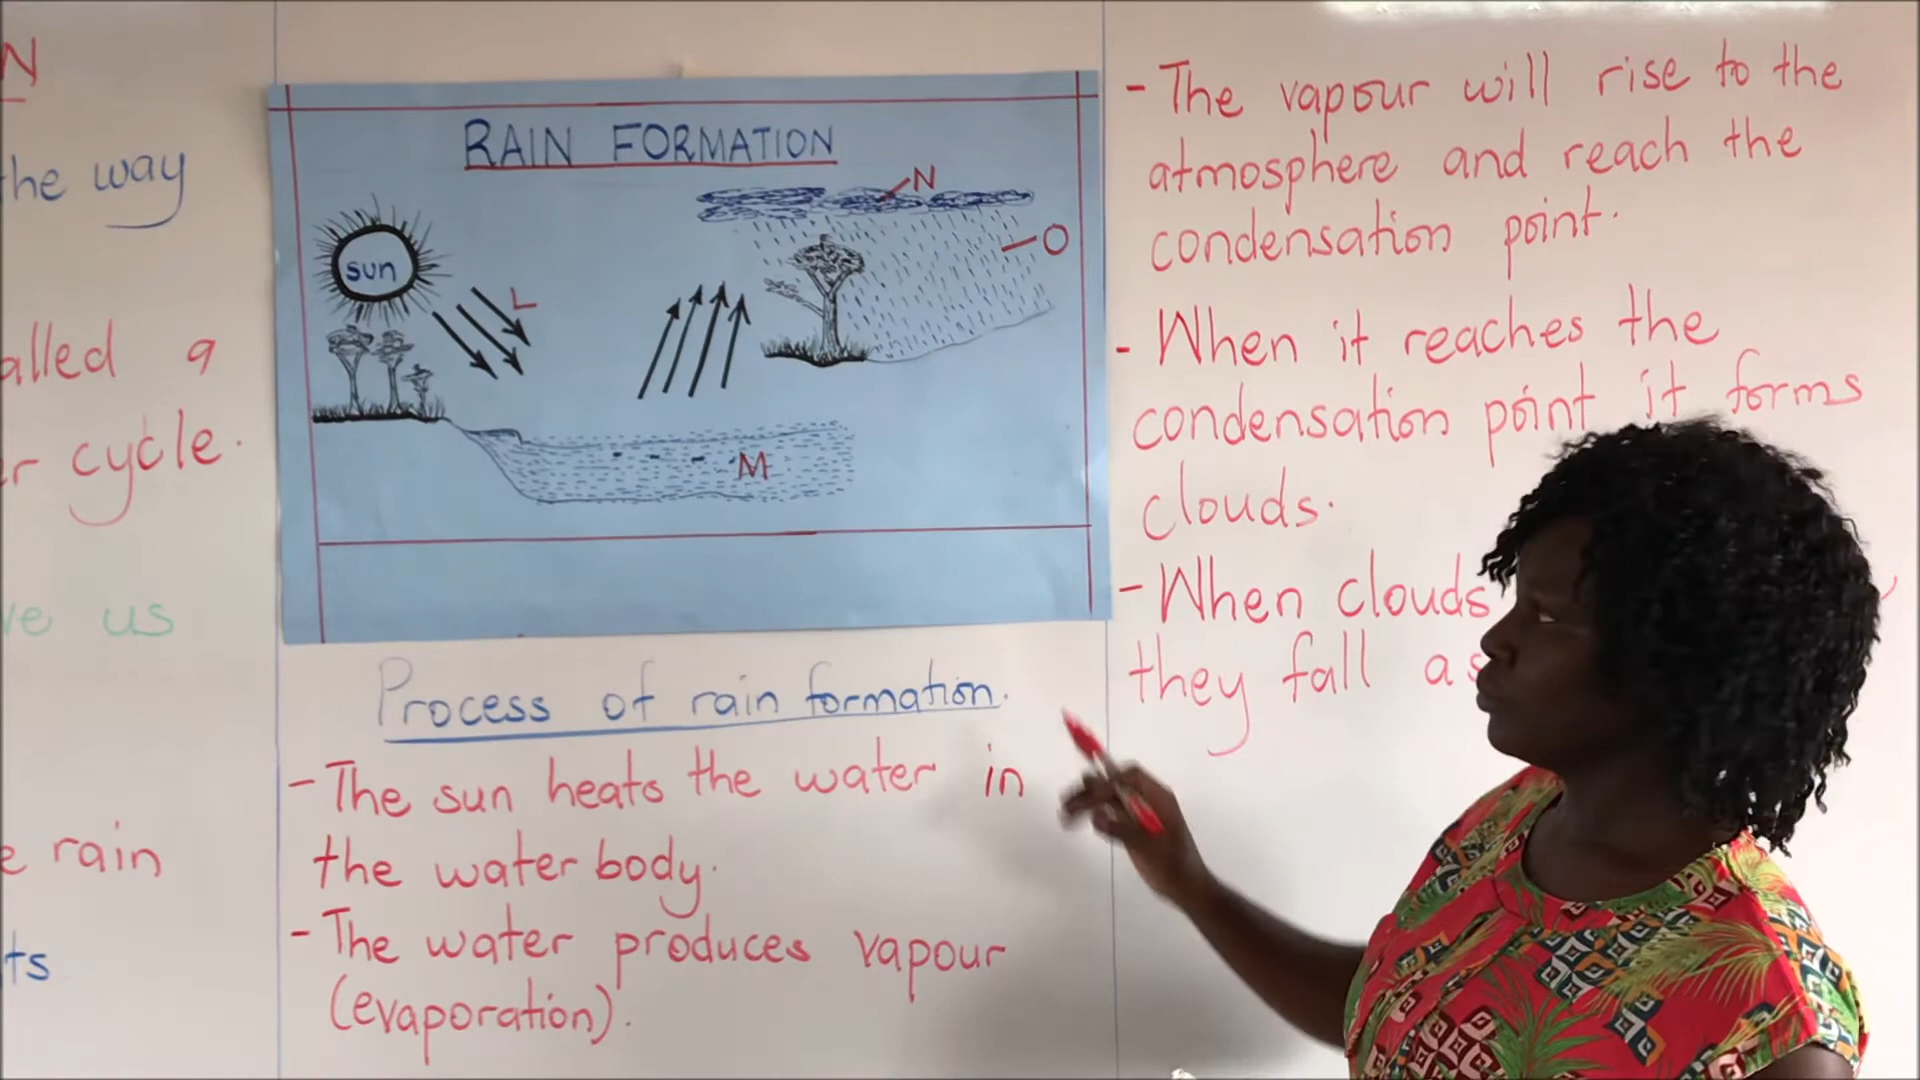 N
the way
alled a
r cycle.
ve us
e rain
ts
RAIN FORMATION
N
O
sun
L
M
Process of rain formation.
- The sun heats the water in
the water body.
- The water produces vapour
(evaporation).
- The vapour will rise to the
atmosphere and reach the
condensation point.
- When it reaches the
condensation point it forms
clouds.
- When clouds
they fall as